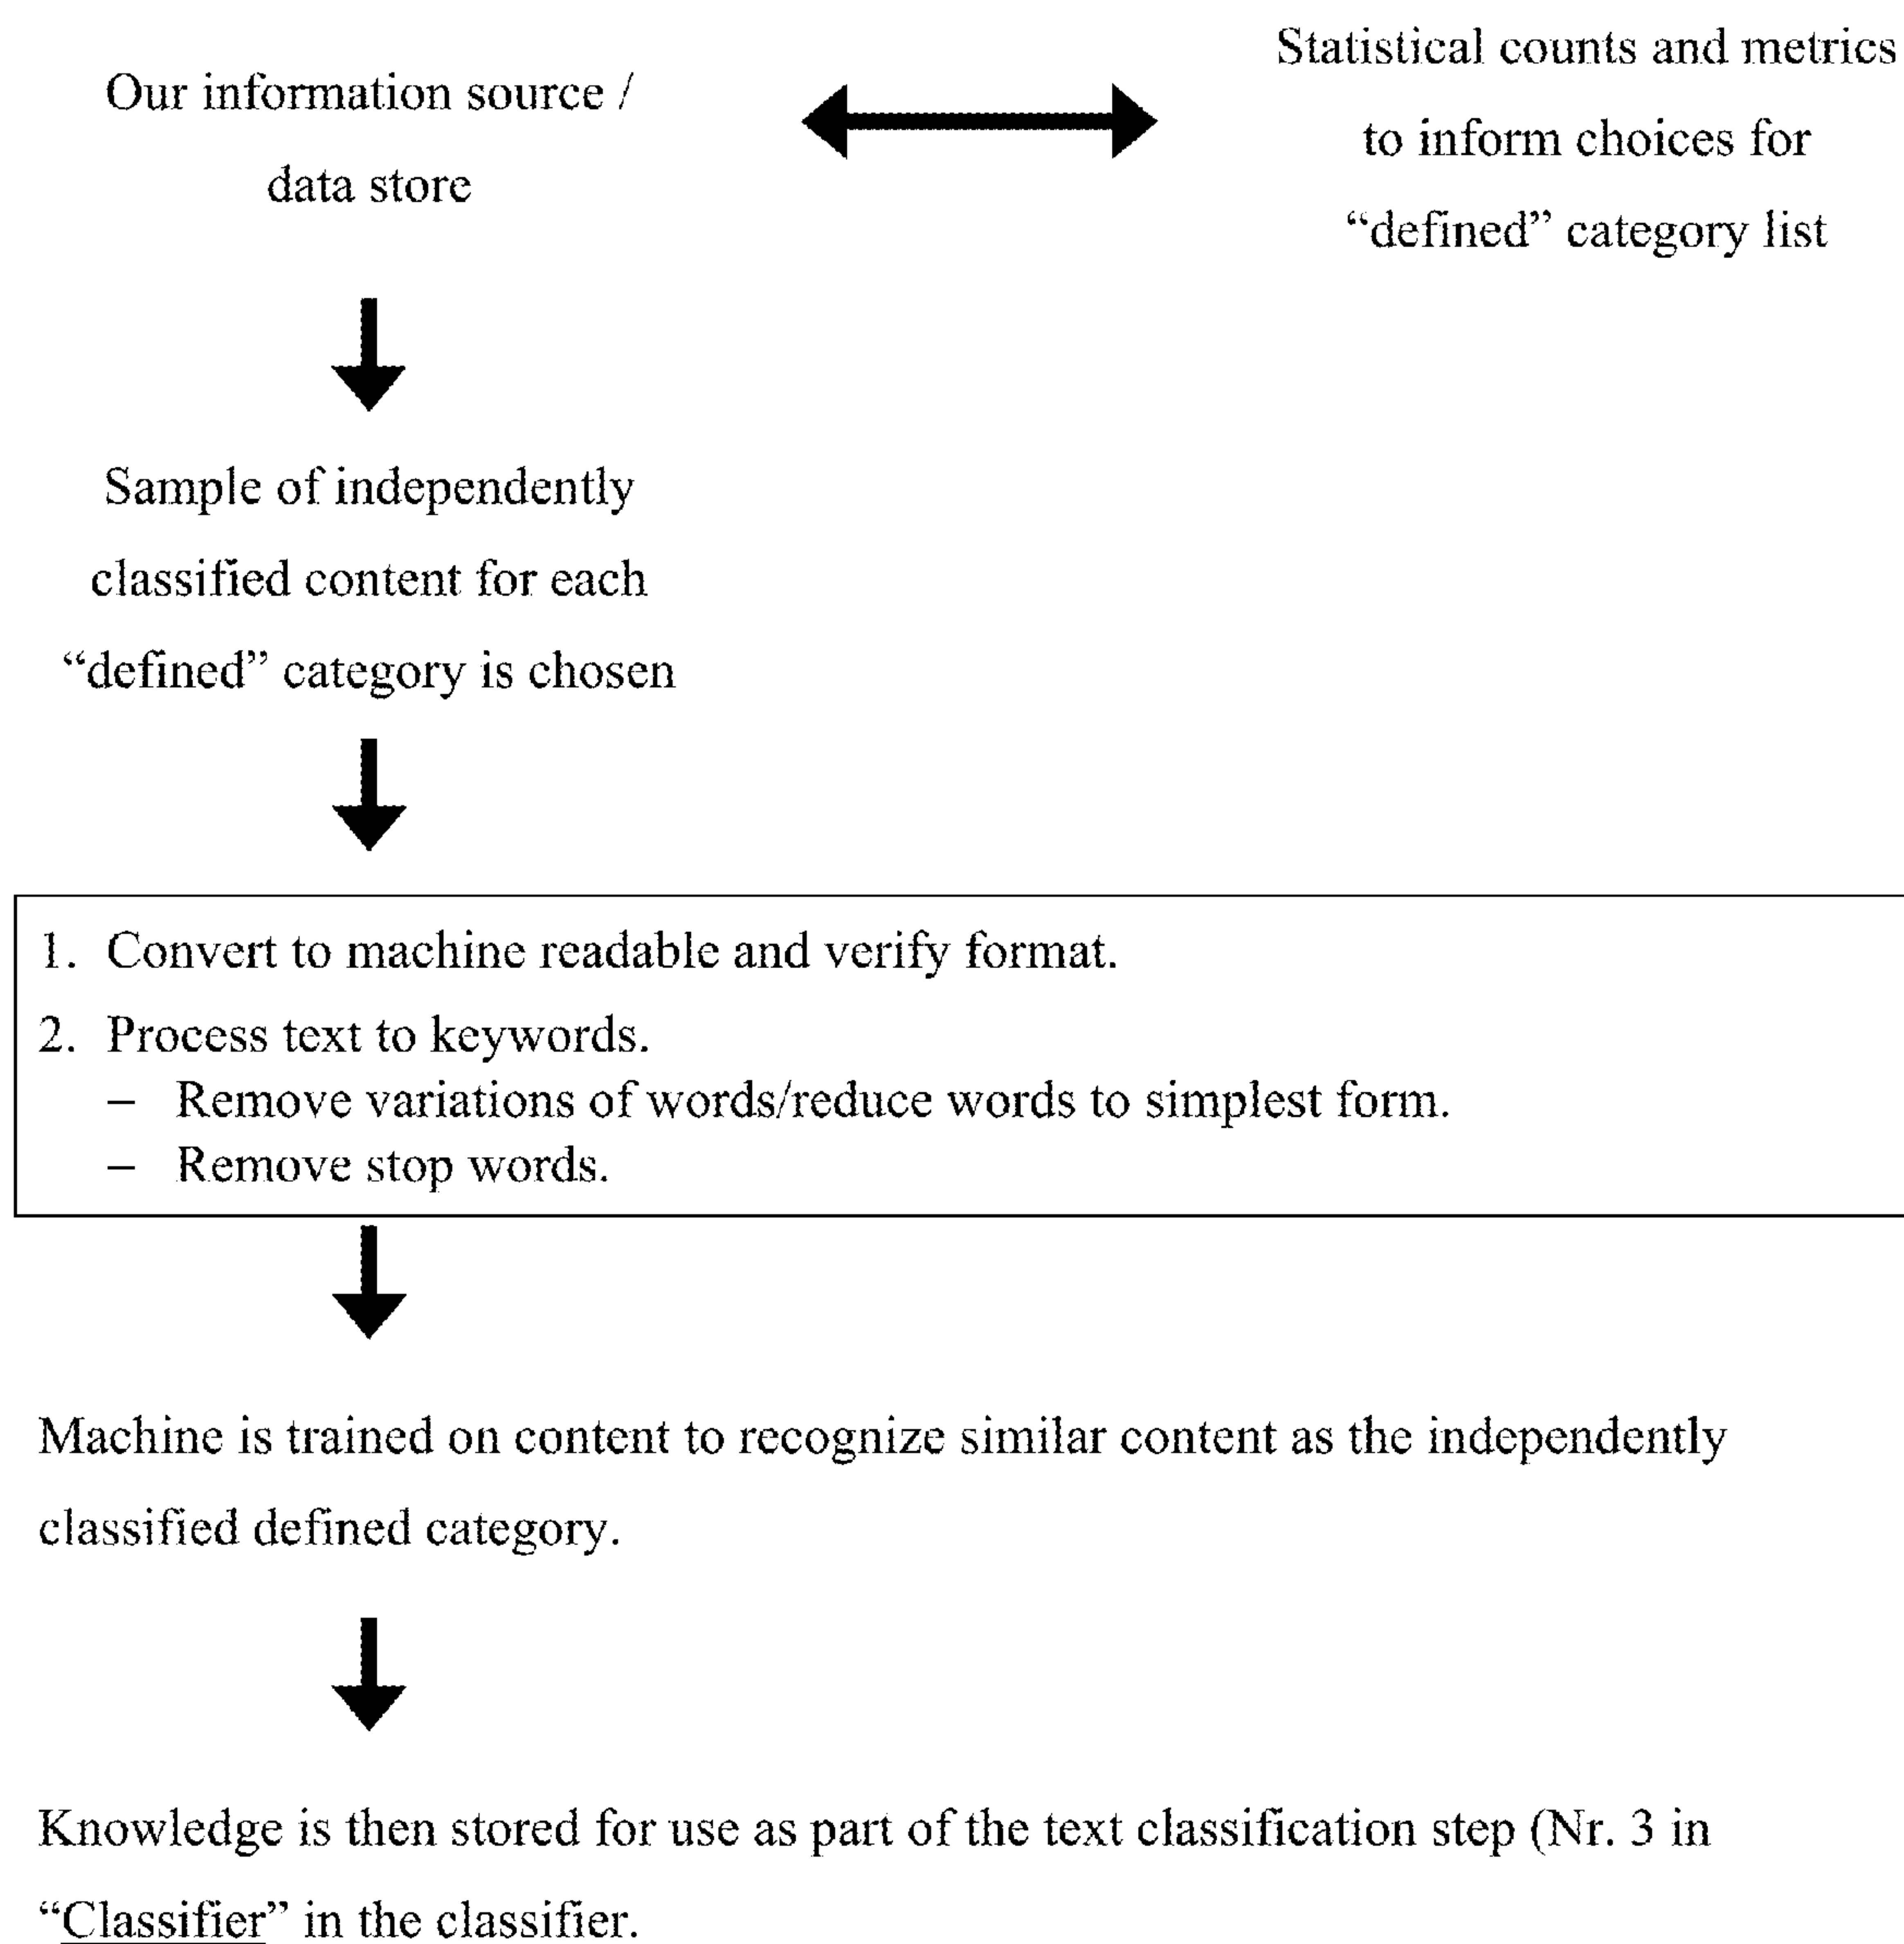 Our information source /
data store
Statistical counts and metrics
to inform choices for
“defined” category list
Sample of independently
classified content for each
“defined” category is chosen
1. Convert to machine readable and verify format.
2. Process text to keywords.
– Remove variations of words/reduce words to simplest form.
– Remove stop words.
Machine is trained on content to recognize similar content as the independently
classified defined category.
Knowledge is then stored for use as part of the text classification step (Nr. 3 in
“Classifier” in the classifier.